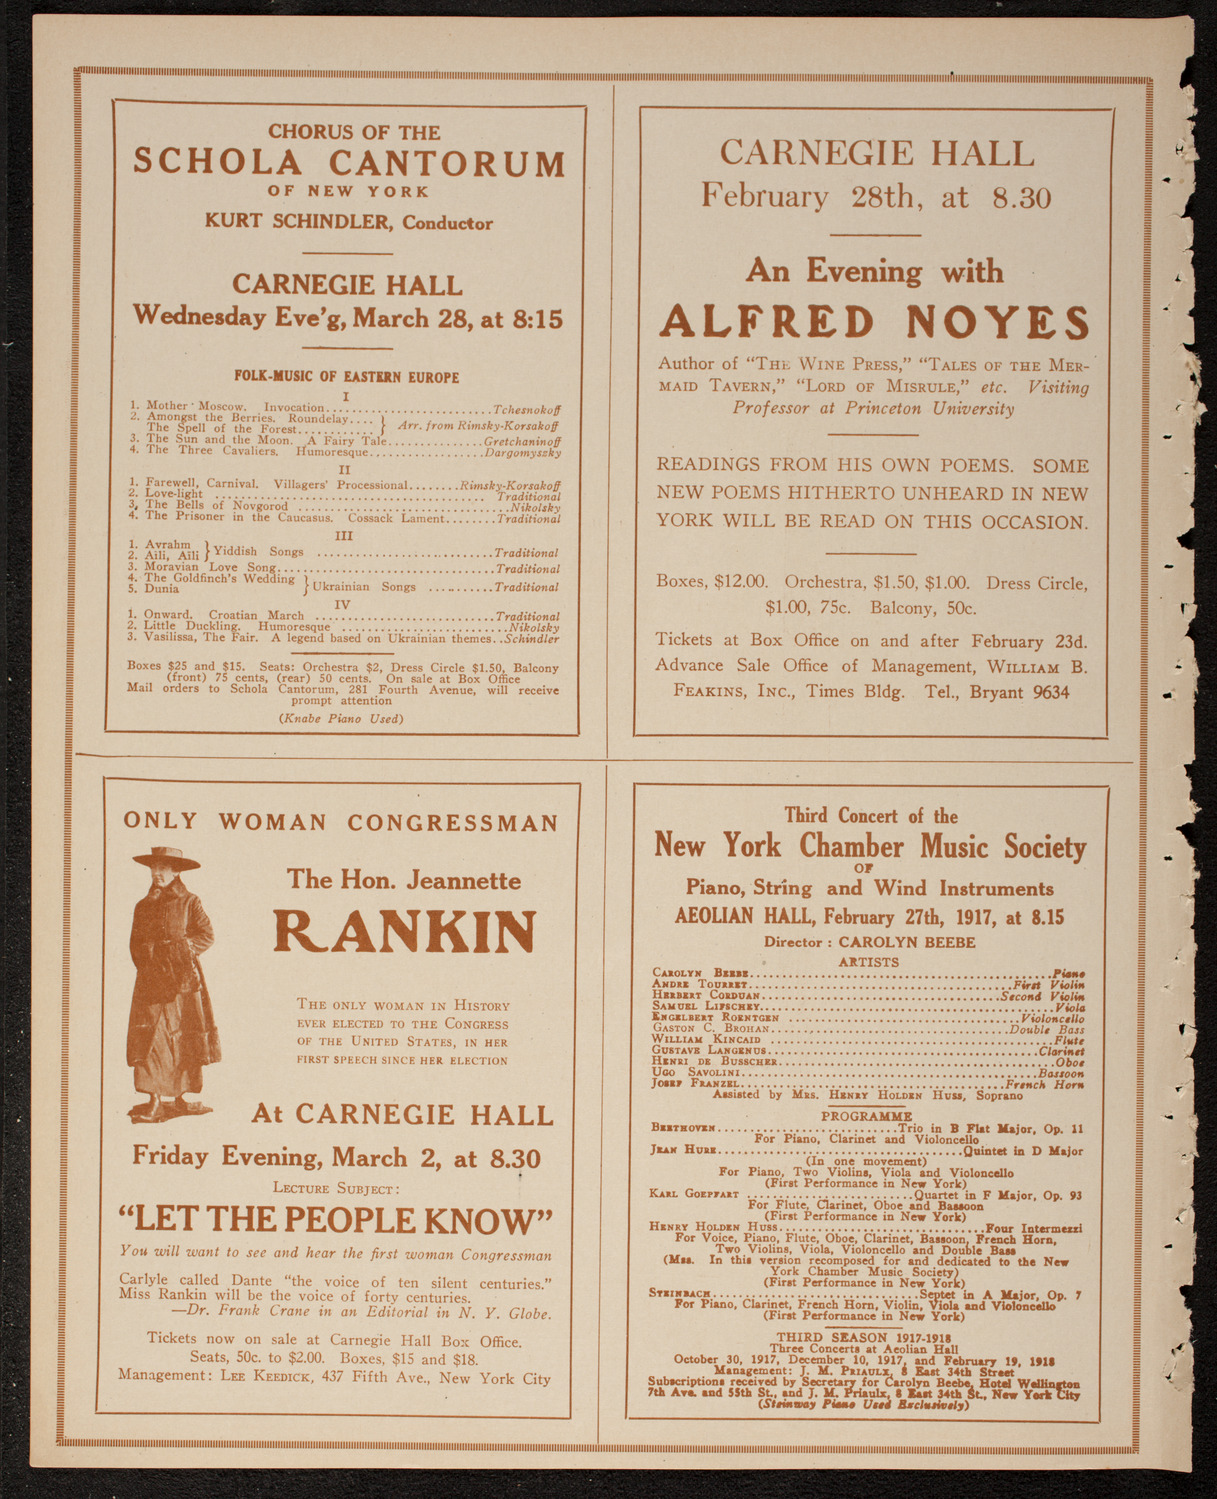 CHORUS OF THE
SCHOLA CANTORUM
OF NEW YORK
KURT SCHINDLER, Conductor
CARNEGIE HALL
Wednesday Eve'g, March 28, at 8:15
FOLK-MUSIC OF EASTERN EUROPE
I
1. Mother Moscow. Invocation........................Tchesnokoff
2. Amongst the Berries. Roundelay....
The Spell of the Forest........... } Arr. from Rimsky-Korsakoff
3. The Sun and the Moon. A Fairy Tale..............Gretchaninoff
4. The Three Cavaliers. Humoresque.................Dargomyszky
II
1. Farewell, Carnival. Villagers' Processional.......Rimsky-Korsakoff
2. Love-light ........................................ Traditional
3. The Bells of Novgorod ...............................Nikolsky
4. The Prisoner in the Caucasus. Cossack Lament........Traditional
III
1. Avrahm
2. Aili, Aili } Yiddish Songs ..........................Traditional
3. Moravian Love Song................................Traditional
4. The Goldfinch's Wedding
5. Dunia } Ukrainian Songs ..........Traditional
IV
1. Onward. Croatian March ..........................Traditional
2. Little Duckling. Humoresque ........................Nikolsky
3. Vasilissa, The Fair. A legend based on Ukrainian themes..Schindler
Boxes $25 and $15. Seats: Orchestra $2, Dress Circle $1.50, Balcony
(front) 75 cents, (rear) 50 cents. On sale at Box Office
Mail orders to Schola Cantorum, 281 Fourth Avenue, will receive
prompt attention
(Knabe Piano Used)
CARNEGIE HALL
February 28th, at 8.30
An Evening with
ALFRED NOYES
Author of "The Wine Press," "Tales of the Mer-
maid Tavern," "Lord of Misrule," etc. Visiting
Professor at Princeton University
READINGS FROM HIS OWN POEMS. SOME
NEW POEMS HITHERTO UNHEARD IN NEW
YORK WILL BE READ ON THIS OCCASION.
Boxes, $12.00. Orchestra, $1.50, $1.00. Dress Circle,
$1.00, 75c. Balcony, 50c.
Tickets at Box Office on and after February 23d.
Advance Sale Office of Management, William B.
Feakins, Inc., Times Bldg. Tel., Bryant 9634
ONLY WOMAN CONGRESSMAN
The Hon. Jeannette
RANKIN
The only woman in History
ever elected to the Congress
of the United States, in her
first speech since her election
At CARNEGIE HALL
Friday Evening, March 2, at 8.30
Lecture Subject:
"LET THE PEOPLE KNOW"
You will want to see and hear the first woman Congressman
Carlyle called Dante "the voice of ten silent centuries."
Miss Rankin will be the voice of forty centuries.
—Dr. Frank Crane in an Editorial in N. Y. Globe.
Tickets now on sale at Carnegie Hall Box Office.
Seats, 50c. to $2.00. Boxes, $15 and $18.
Management: Lee Keedick, 437 Fifth Ave., New York City
Third Concert of the
New York Chamber Music Society
OF
Piano, String and Wind Instruments
AEOLIAN HALL, February 27th, 1917, at 8.15
Director : CAROLYN BEEBE
ARTISTS
Carolyn Beebe..........................................Piano
Andre Tourret.....................................First Violin
Herbert Corduan..................................Second Violin
Samuel Lifschey.........................................Viola
Engelbert Roentgen ................................Violoncello
Gaston C. Brohan.................................Double Bass
William Kincaid .......................................Flute
Gustave Langenus.....................................Clarinet
Henri de Busscher.......................................Oboe
Ugo Savolini.........................................Bassoon
Josef Franzel....................................French Horn
Assisted by Mrs. Henry Holden Huss, Soprano
PROGRAMME
Beethoven..........................Trio in B Flat Major, Op. 11
For Piano, Clarinet and Violoncello
Jean Hure..................................Quintet in D Major
(In one movement)
For Piano, Two Violins, Viola and Violoncello
(First Performance in New York)
Karl Goepfart ........................Quartet in F Major, Op. 93
For Flute, Clarinet, Oboe and Bassoon
(First Performance in New York)
Henry Holden Huss.............................Four Intermezzi
For Voice, Piano, Flute, Oboe, Clarinet, Bassoon, French Horn,
Two Violins, Viola, Violoncello and Double Bass
(Mss. In this version recomposed for and dedicated to the New
York Chamber Music Society)
(First Performance in New York)
Steinbach..............................Septet in A Major, Op. 7
For Piano, Clarinet, French Horn, Violin, Viola and Violoncello
(First Performance in New York)
THIRD SEASON 1917-1918
Three Concerts at Aeolian Hall
October 30, 1917, December 10, 1917, and February 19, 1918
Management: J. M. Priaulx, 8 East 34th Street
Subscriptions received by Secretary for Carolyn Beebe, Hotel Wellington
7th Ave. and 55th St., and J. M. Priaulx, 8 East 34th St., New York City
(Steinway Piano Used Exclusively)